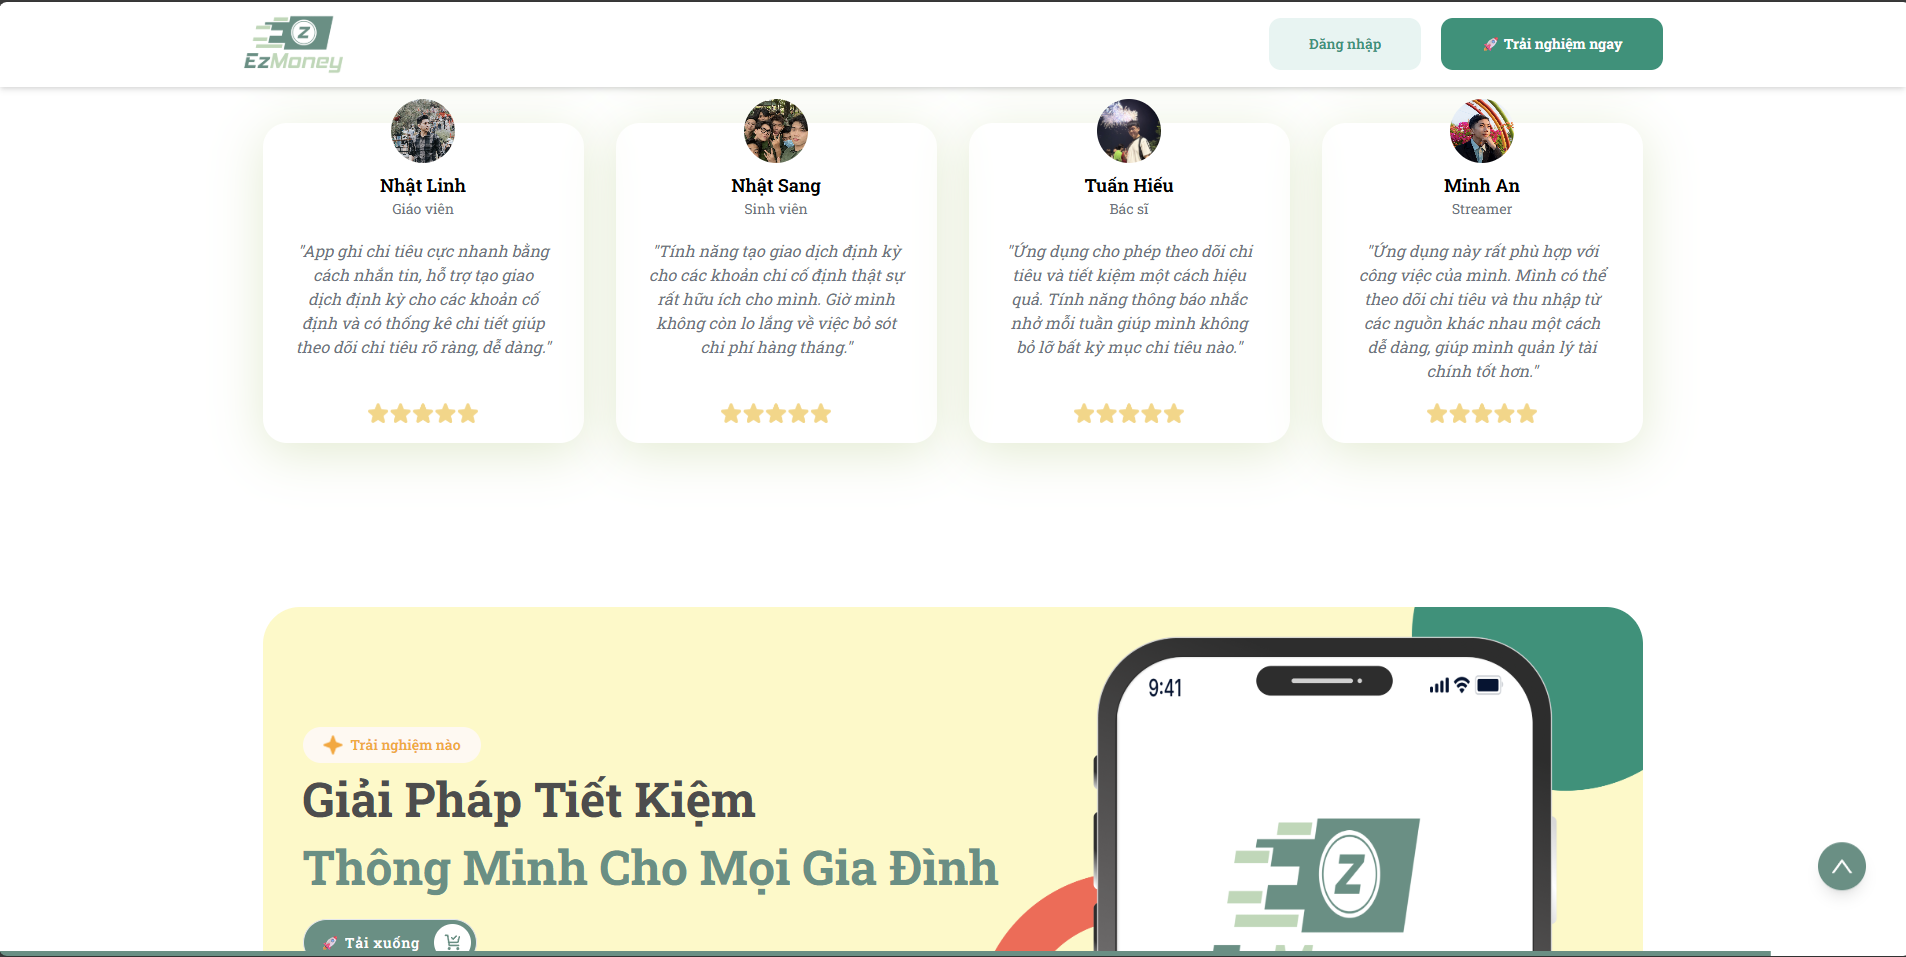 Z
EzMoney
Đăng nhập
🚀 Trải nghiệm ngay
Nhật Linh
Giáo viên
"App ghi chi tiêu cực nhanh bằng
cách nhắn tin, hỗ trợ tạo giao
dịch định kỳ cho các khoản cố
định và có thống kê chi tiết giúp
theo dõi chi tiêu rõ ràng, dễ dàng."
Nhật Sang
Sinh viên
"Tính năng tạo giao dịch định kỳ
cho các khoản chi cố định thật sự
rất hữu ích cho mình. Giờ mình
không còn lo lắng về việc bỏ sót
chi phí hàng tháng."
Tuấn Hiếu
Bác sĩ
"Ứng dụng cho phép theo dõi chi
tiêu và tiết kiệm một cách hiệu
quả. Tính năng thông báo nhắc
nhở mỗi tuần giúp mình không
bỏ lỡ bất kỳ mục chi tiêu nào."
Minh An
Streamer
"Ứng dụng này rất phù hợp với
công việc của mình. Mình có thể
theo dõi chi tiêu và thu nhập từ
các nguồn khác nhau một cách
dễ dàng, giúp mình quản lý tài
chính tốt hơn."
Trải nghiệm nào
Giải Pháp Tiết Kiệm
Thông Minh Cho Mọi Gia Đình
🚀 Tải xuống
9:41
Z